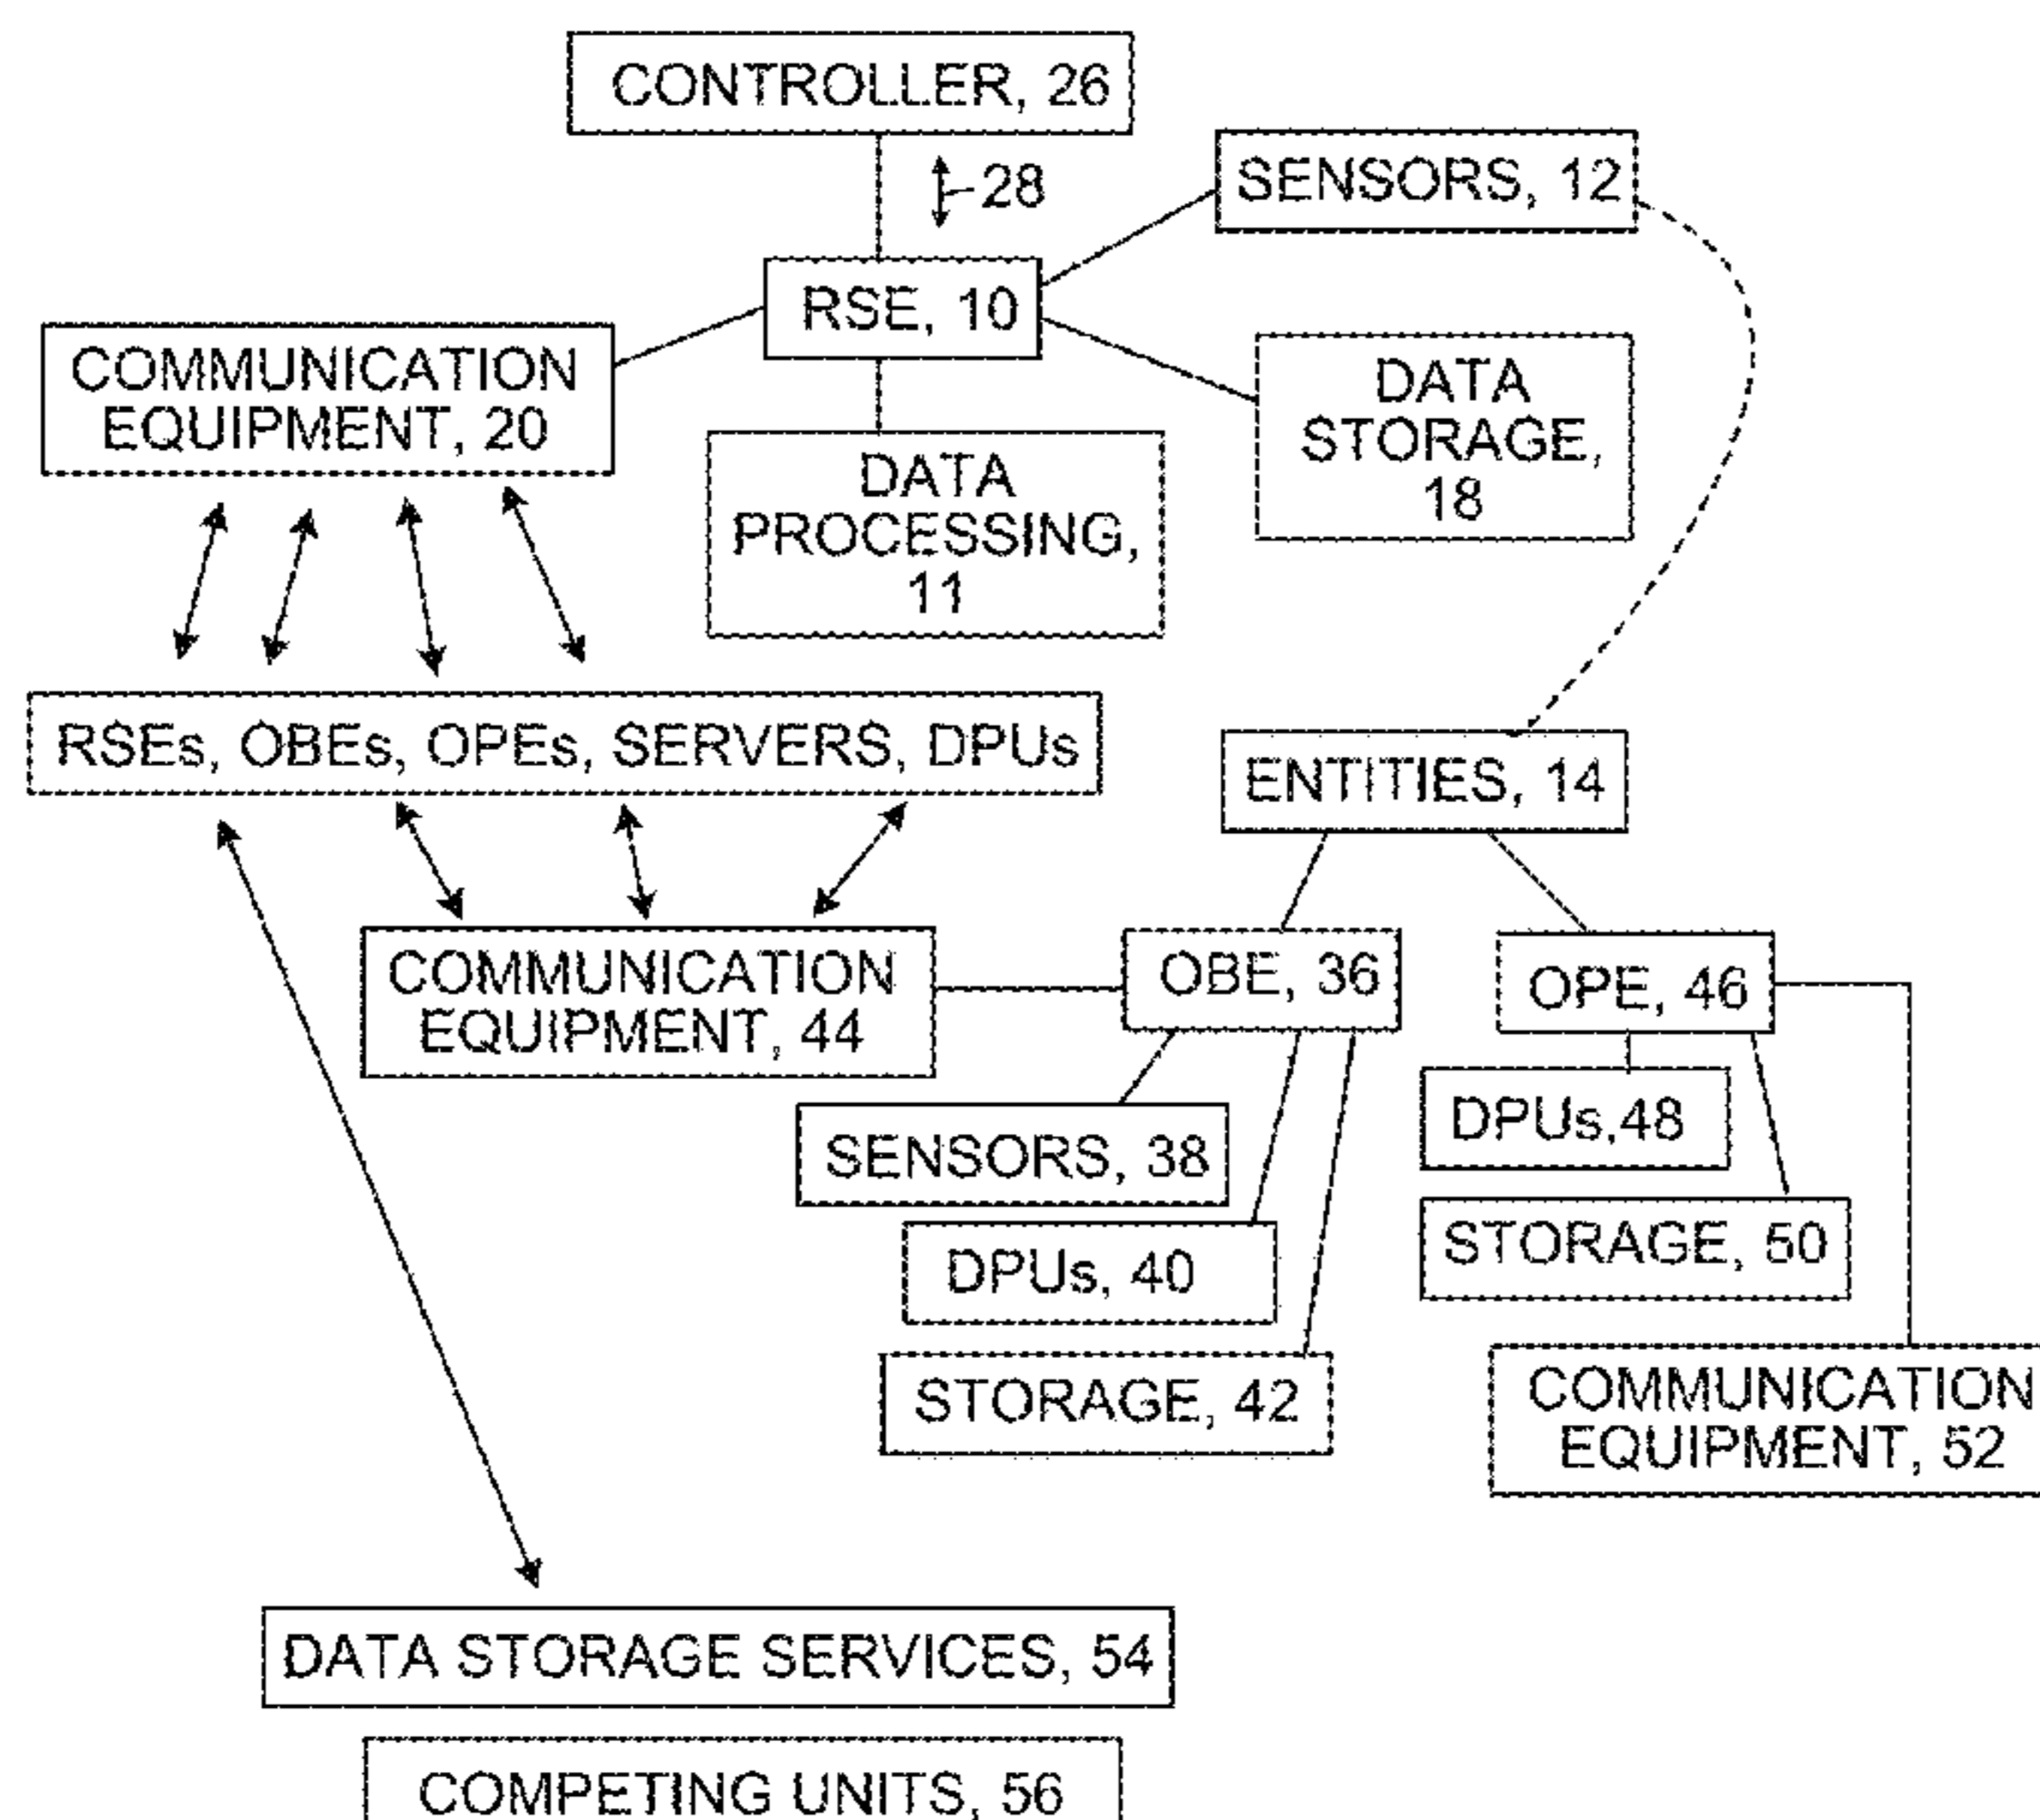 CONTROLLER, 26
28
SENSORS, 12
RSE, 10
COMMUNICATION
EQUIPMENT, 20
DATA
STORAGE,
18
DATA
PROCESSING,
11
RSEs, OBEs, OPEs, SERVERS, DPUs
ENTITIES, 14
COMMUNICATION
EQUIPMENT, 44
OBE, 36
OPE, 46
SENSORS, 38
DPUs,48
DPUs, 40
STORAGE, 50
STORAGE, 42
COMMUNICATION
EQUIPMENT, 52
DATA STORAGE SERVICES, 54
COMPETING UNITS, 56